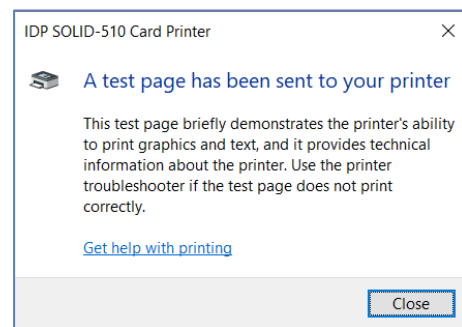 IDP SOLID-510 Card Printer
A test page has been sent to your printer
This test page briefly demonstrates the printer's ability
to print graphics and text, and it provides technical
information about the printer. Use the printer
troubleshooter if the test page does not print
correctly.
Get help with printing
Close